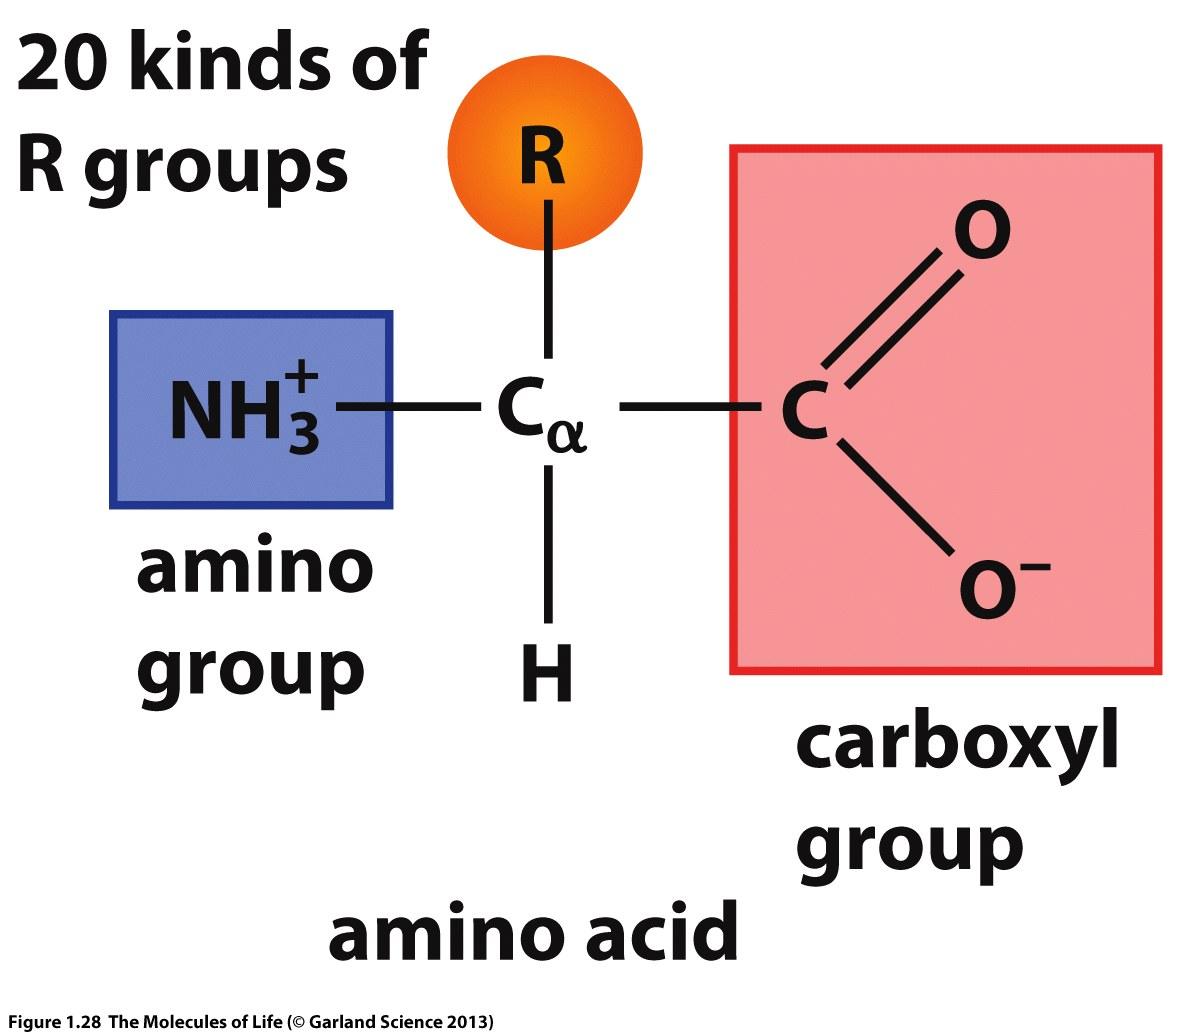 20 kinds of
R groups
R
O
NH3+
Cα
C
O−
H
amino
group
carboxyl
group
amino acid
Figure 1.28 The Molecules of Life (© Garland Science 2013)